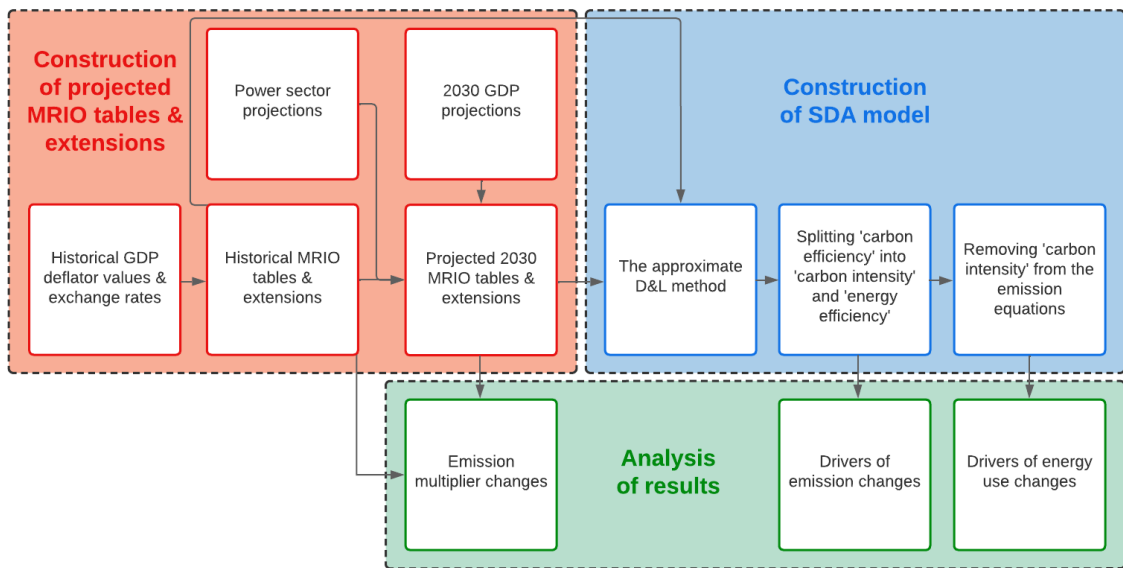 Construction
of projected
MRIO tables &
extensions
Power sector
projections
2030 GDP
projections
Construction
of SDA model
Historical GDP
deflator values &
exchange rates
Historical MRIO
tables &
extensions
Projected 2030
MRIO tables &
extensions
The approximate
D&L method
Splitting 'carbon
efficiency' into
'carbon intensity'
and 'energy
efficiency'
Removing 'carbon
intensity' from the
emission
equations
Emission
multiplier changes
Analysis
of results
Drivers of
emission changes
Drivers of energy
use changes